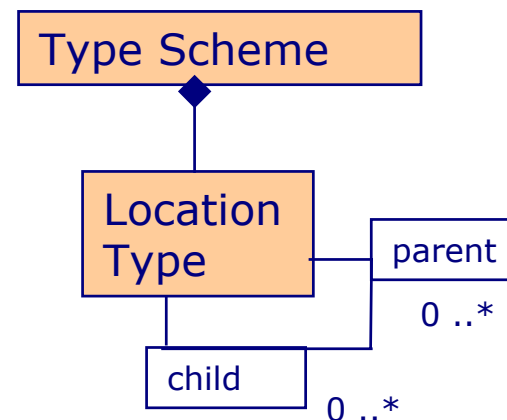 Type Scheme
Location
Type
parent
0 ..*
child
0 ..*